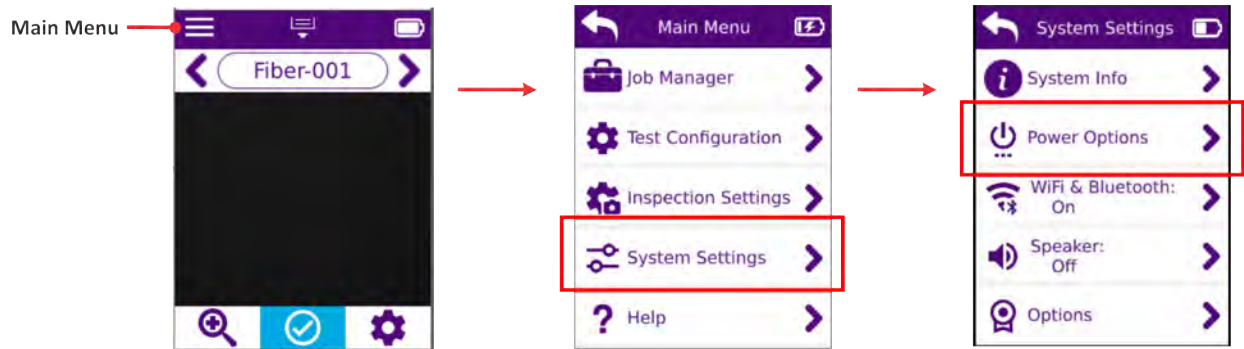 Main Menu
Fiber-001
Main Menu
Job Manager
Test Configuration
Inspection Settings
System Settings
Help
System Settings
i System Info
Power Options
WiFi & Bluetooth:
On
Speaker:
Off
Options